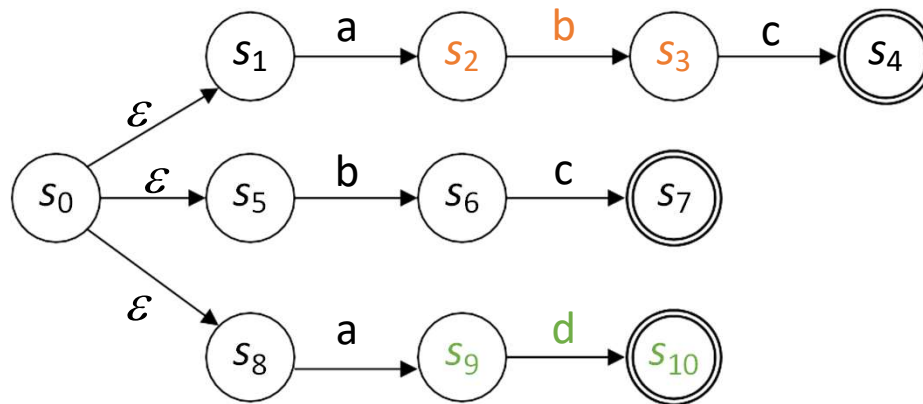 a b c
s₁ s₂ s₃ s₄
ε
b c
s₀ ε s₅ s₆ s₇
ε
a d
s₈ s₉ s₁₀